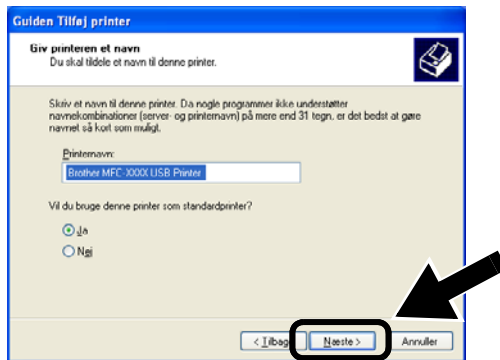 Guiden Tilføj printer
Giv printeren et navn
Du skal tildele et navn til denne printer.
Skriv et navn til denne printer. Da nogle programmer ikke understøtter
navnekombinationer (server- og printernavn) på mere end 31 tegn, er det bedst at gøre
navnet så kort som muligt.
Printernavn:
Brother MFC-XXXX USB Printer
Vil du bruge denne printer som standardprinter?
Ja
Nej
< Tilbage Næste > Annuller